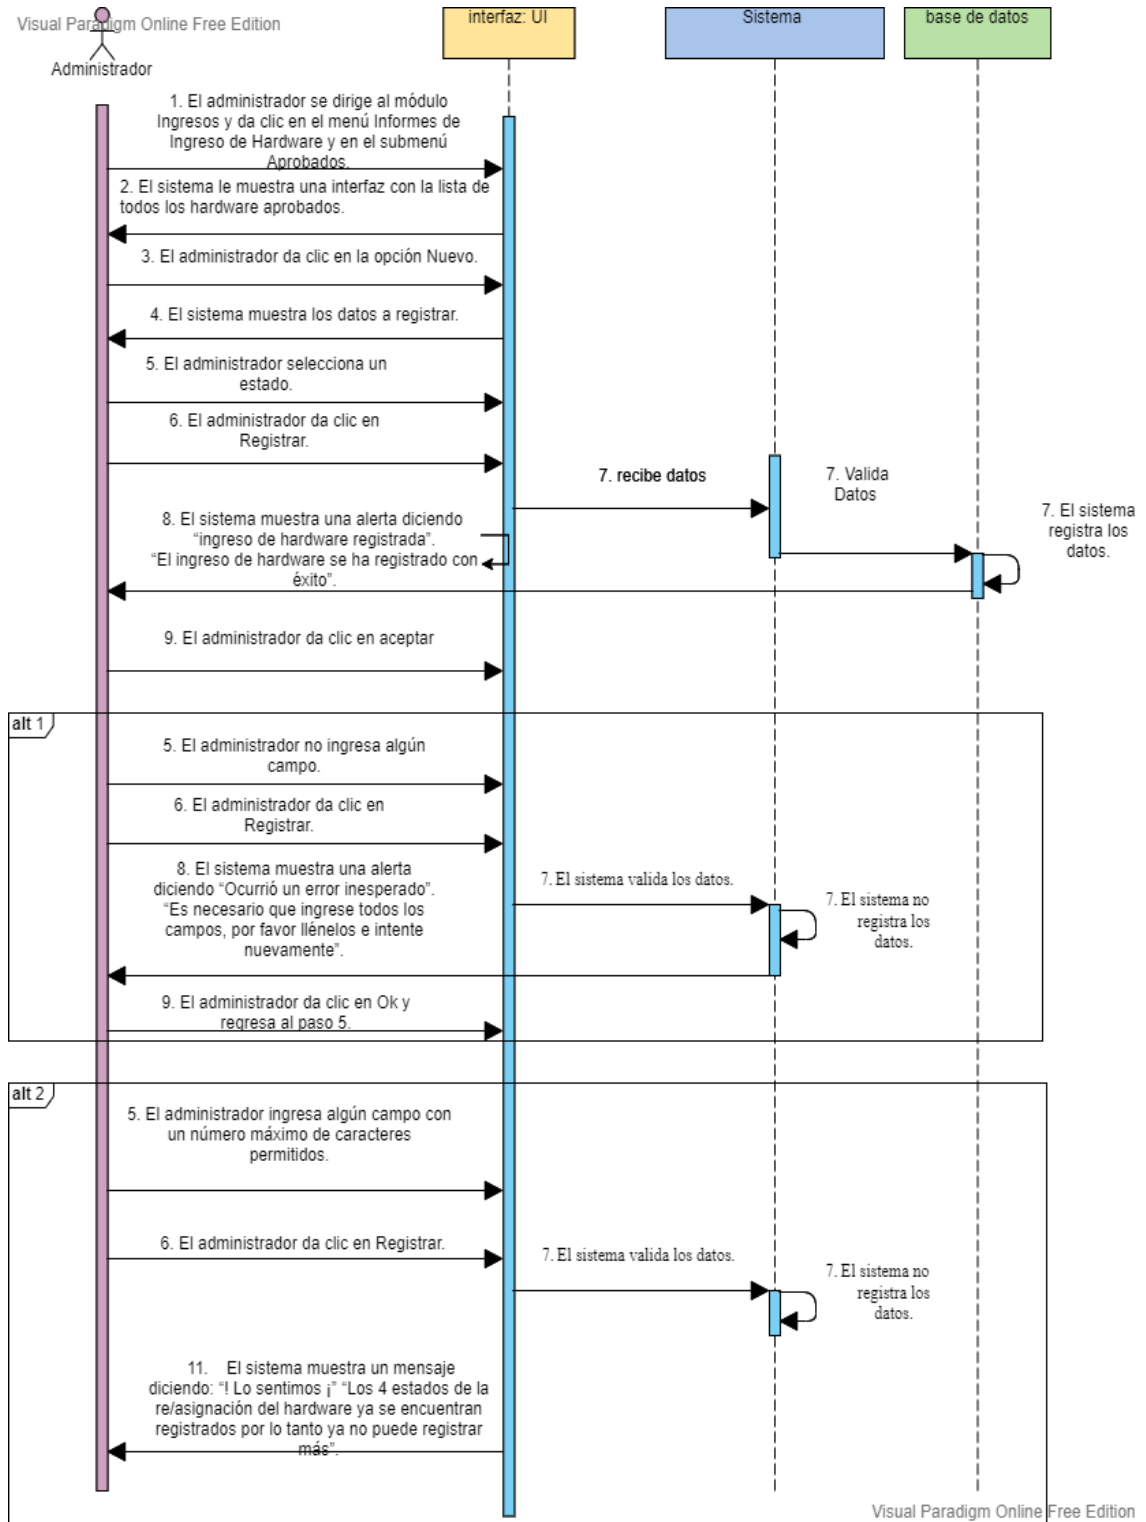 Visual Paradigm Online Free Edition
Administrador
interfaz: UI
Sistema
base de datos
1. El administrador se dirige al módulo
Ingresos y da clic en el menú Informes de
Ingreso de Hardware y en el submenú
Aprobados.
2. El sistema le muestra una interfaz con la lista de
todos los hardware aprobados.
3. El administrador da clic en la opción Nuevo.
4. El sistema muestra los datos a registrar.
5. El administrador selecciona un
estado.
6. El administrador da clic en
Registrar.
7. recibe datos
7. Valida
Datos
7. El sistema
registra los
datos.
8. El sistema muestra una alerta diciendo
“ingreso de hardware registrada”.
“El ingreso de hardware se ha registrado con
éxito”.
9. El administrador da clic en aceptar
alt 1
5. El administrador no ingresa algún
campo.
6. El administrador da clic en
Registrar.
7. El sistema valida los datos.
7. El sistema no
registra los
datos.
8. El sistema muestra una alerta
diciendo “Ocurrió un error inesperado”.
“Es necesario que ingrese todos los
campos, por favor llénelos e intente
nuevamente”.
9. El administrador da clic en Ok y
regresa al paso 5.
alt 2
5. El administrador ingresa algún campo con
un número máximo de caracteres
permitidos.
6. El administrador da clic en Registrar.
7. El sistema valida los datos.
7. El sistema no
registra los
datos.
11. El sistema muestra un mensaje
diciendo: “! Lo sentimos ¡” “Los 4 estados de la
re/asignación del hardware ya se encuentran
registrados por lo tanto ya no puede registrar
más”.
Visual Paradigm Online Free Edition